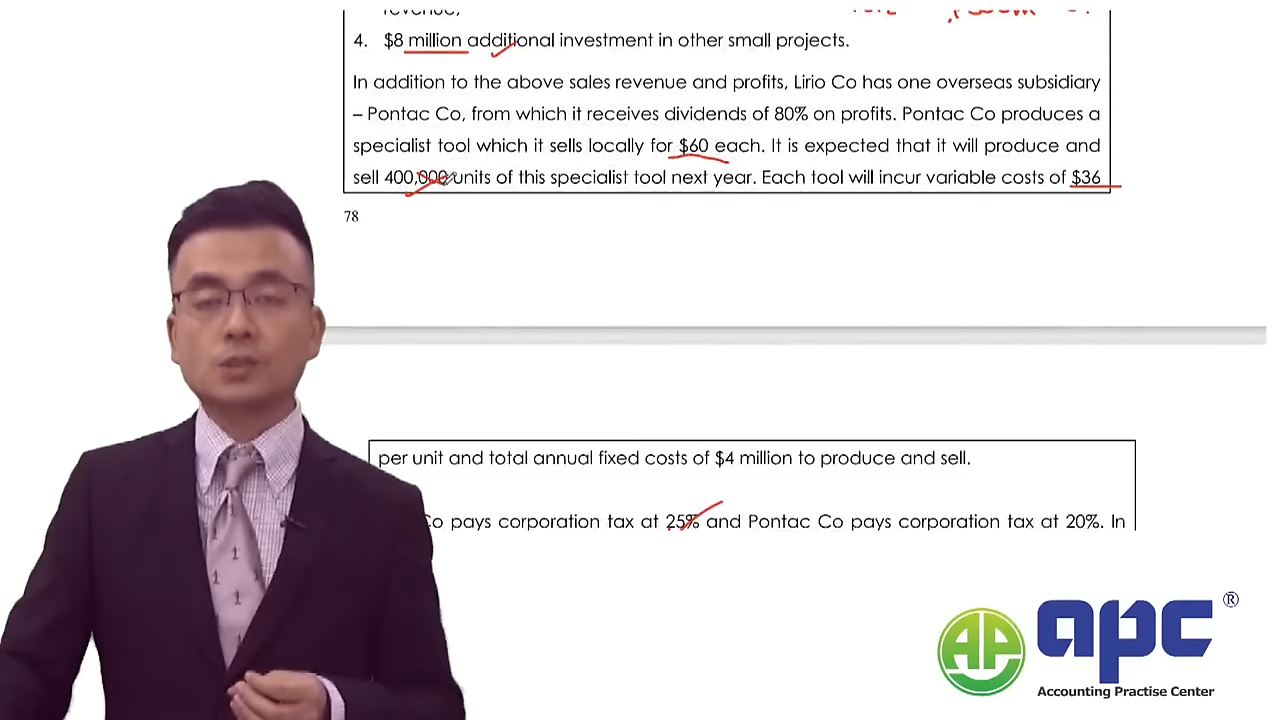 revenue,
4. $8 million additional investment in other small projects.
In addition to the above sales revenue and profits, Lirio Co has one overseas subsidiary
– Pontac Co, from which it receives dividends of 80% on profits. Pontac Co produces a
specialist tool which it sells locally for $60 each. It is expected that it will produce and
sell 400,000 units of this specialist tool next year. Each tool will incur variable costs of $36
78
per unit and total annual fixed costs of $4 million to produce and sell.
Co pays corporation tax at 25% and Pontac Co pays corporation tax at 20%. In
AP
apc®
Accounting Practise Center